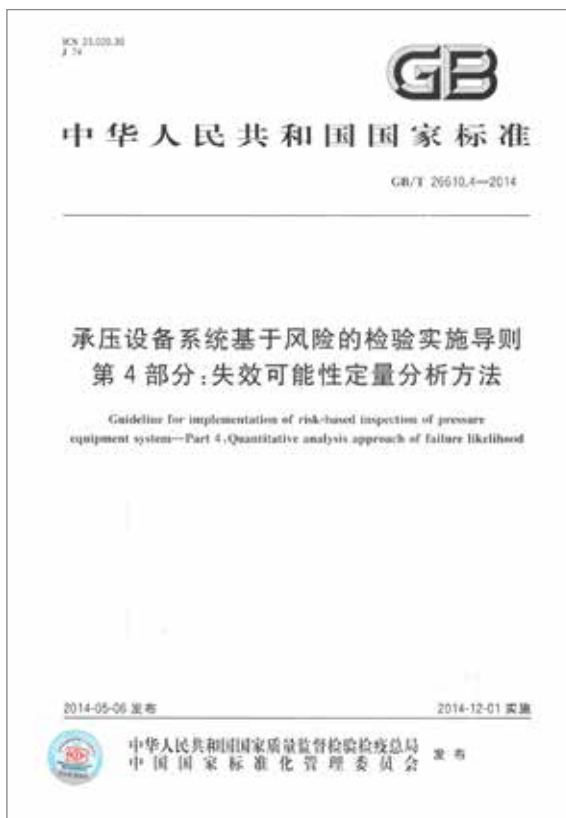 ICS 23.020.30
J 74
GB
中华人民共和国国家标准
GB/T 26610.4—2014
承压设备系统基于风险的检验实施导则
第 4 部分:失效可能性定量分析方法
Guideline for implementation of risk-based inspection of pressure
equipment system—Part 4:Quantitative analysis approach of failure likelihood
2014-05-06 发布
2014-12-01 实施
中华人民共和国国家质量监督检验检疫总局
中国国家标准化管理委员会
发布